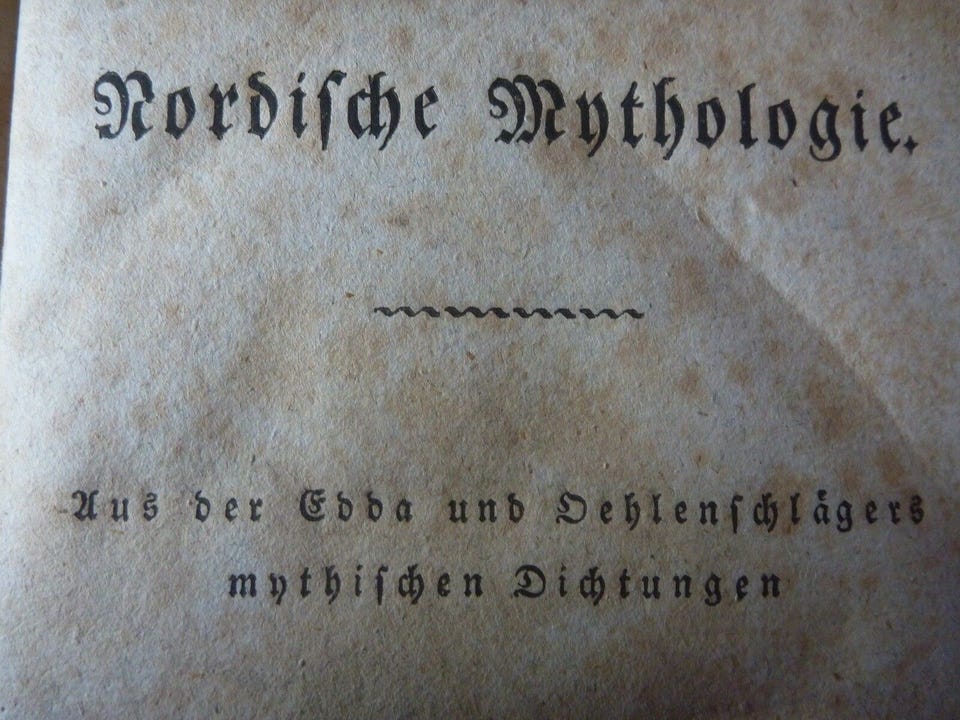 Nordiſche Mythologie.
Aus der Edda und Oehlenſchlägers
mythiſchen Dichtungen